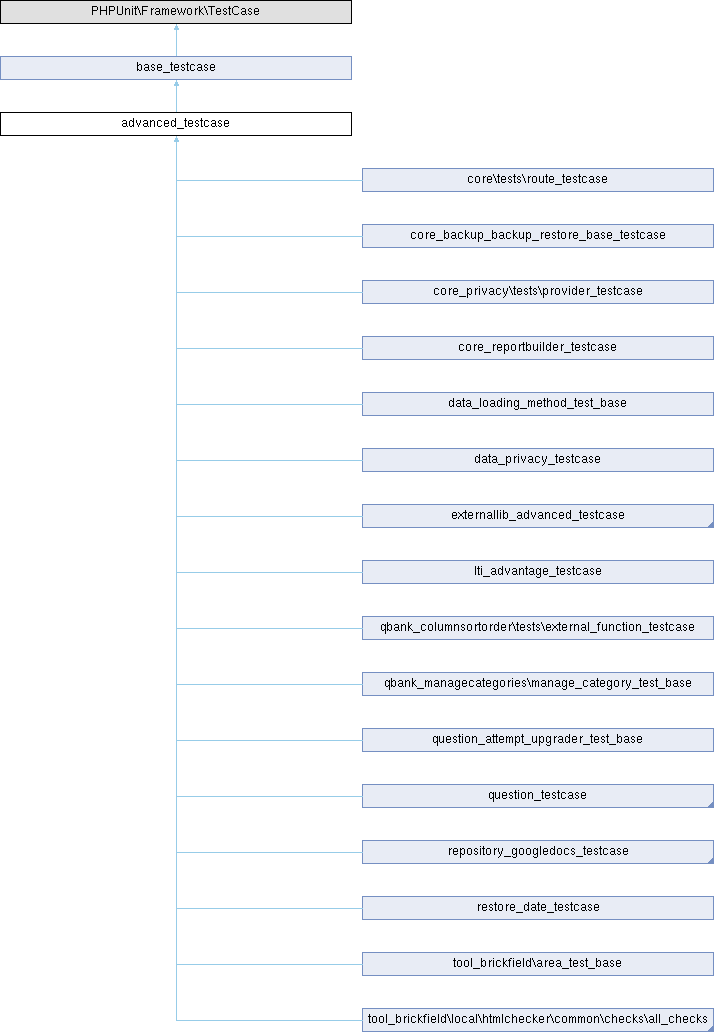 PHPUnit\Framework\TestCase
base_testcase
advanced_testcase
core\tests\route_testcase
core_backup_backup_restore_base_testcase
core_privacy\tests\provider_testcase
core_reportbuilder_testcase
data_loading_method_test_base
data_privacy_testcase
externallib_advanced_testcase
lti_advantage_testcase
qbank_columnsortorder\tests\external_function_testcase
qbank_managecategories\manage_category_test_base
question_attempt_upgrader_test_base
question_testcase
repository_googledocs_testcase
restore_date_testcase
tool_brickfield\area_test_base
tool_brickfield\local\htmlchecker\common\checks\all_checks